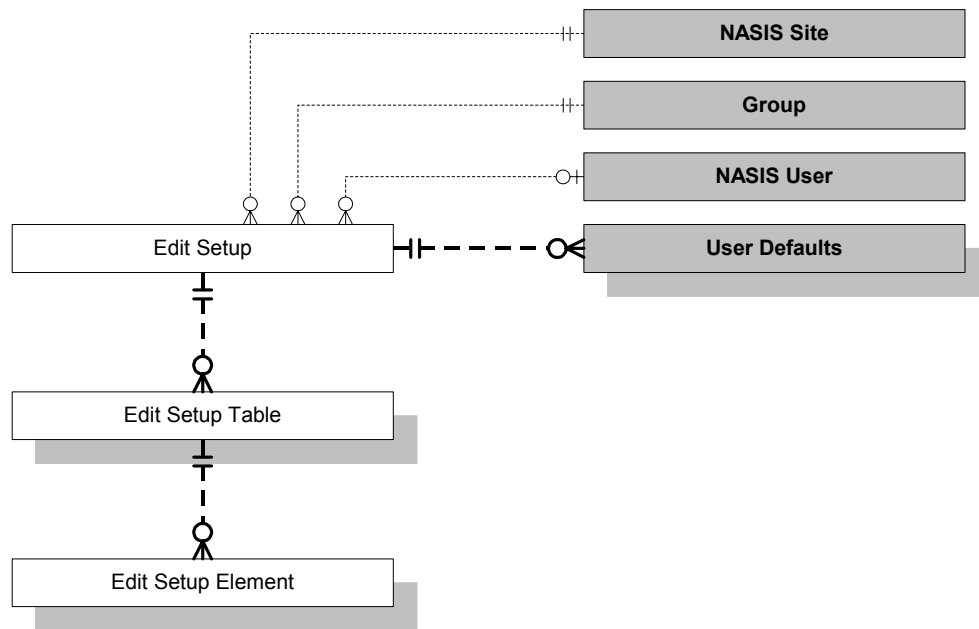 NASIS Site
Group
NASIS User
Edit Setup
User Defaults
Edit Setup Table
Edit Setup Element